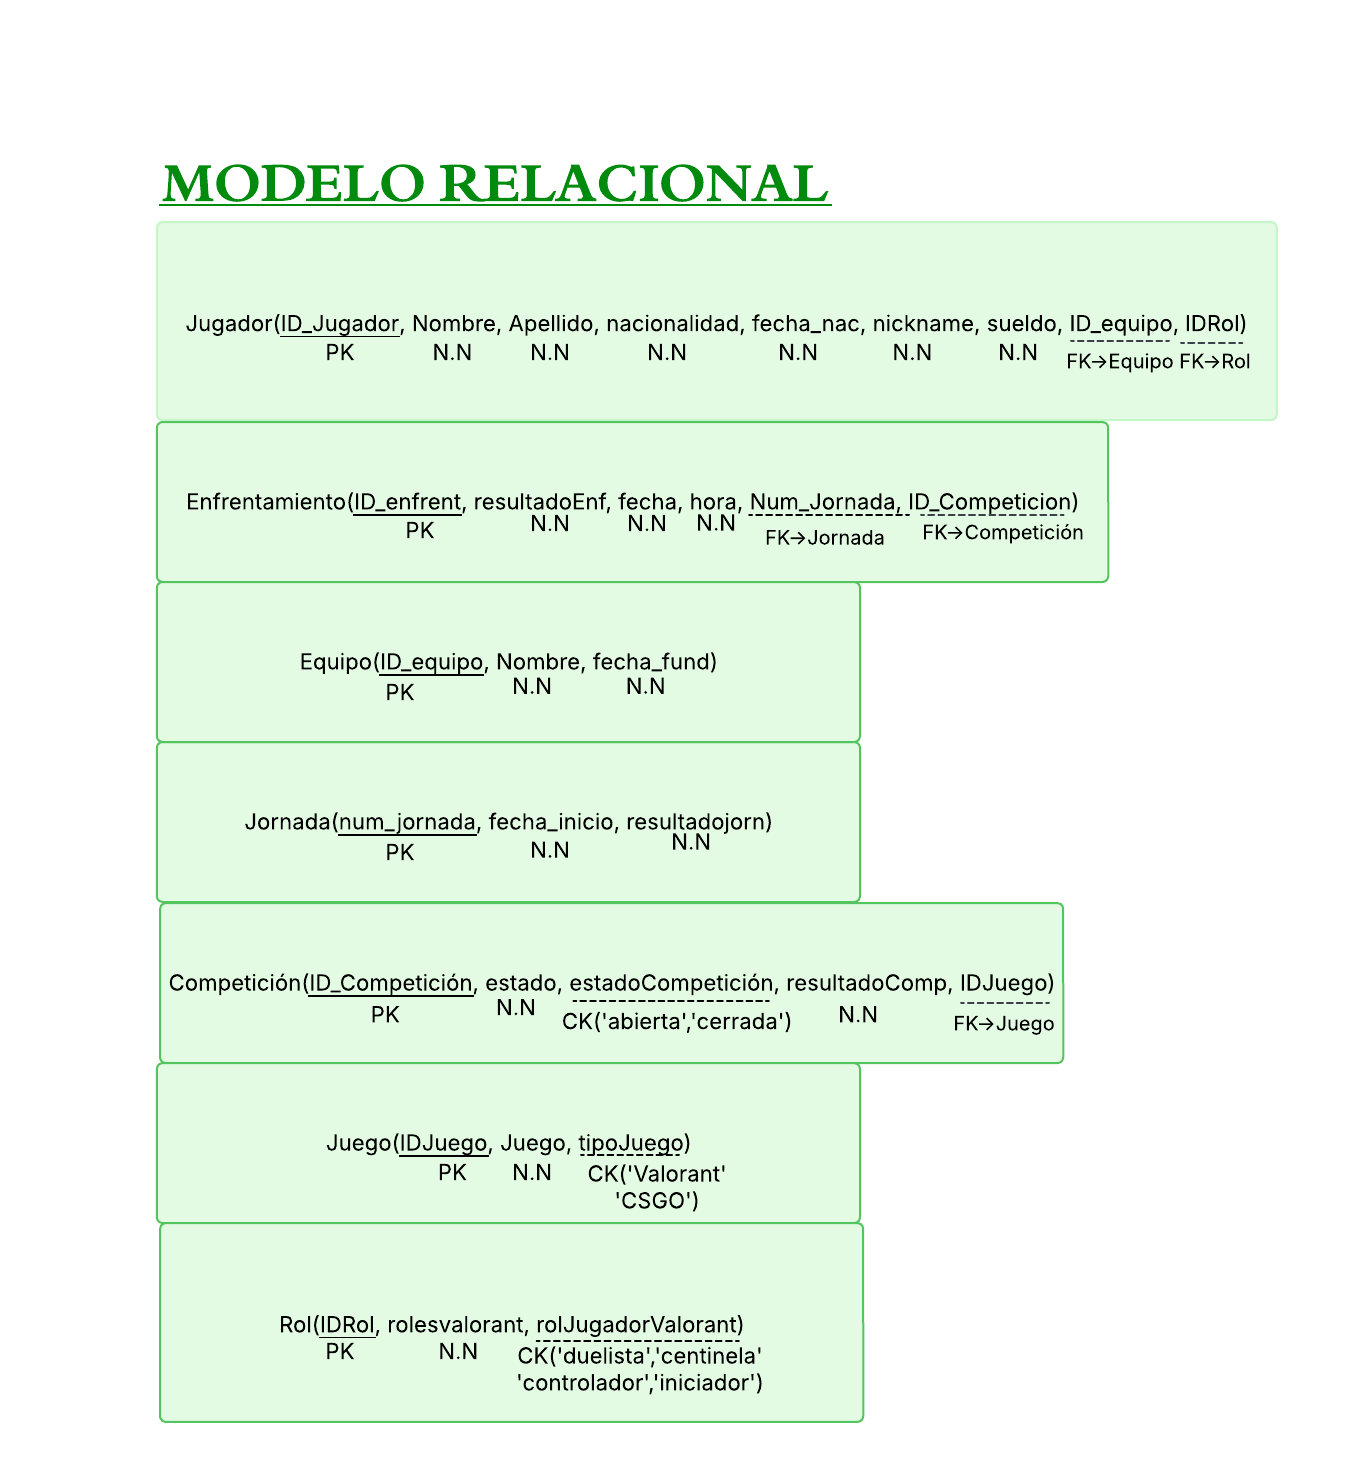 MODELO RELACIONAL
Jugador(ID_Jugador, Nombre, Apellido, nacionalidad, fecha_nac, nickname, sueldo, ID_equipo, IDRol)
PK N.N N.N N.N N.N N.N N.N FK→Equipo FK→Rol
Enfrentamiento(ID_enfrent, resultadoEnf, fecha, hora, Num_Jornada, ID_Competicion)
PK N.N N.N N.N FK→Jornada FK→Competición
Equipo(ID_equipo, Nombre, fecha_fund)
PK N.N N.N
Jornada(num_jornada, fecha_inicio, resultadojorn)
PK N.N N.N
Competición(ID_Competición, estado, estadoCompetición, resultadoComp, IDJuego)
PK N.N CK('abierta','cerrada') N.N FK→Juego
Juego(IDJuego, Juego, tipoJuego)
PK N.N CK('Valorant'
'CSGO')
Rol(IDRol, rolesvalorant, rolJugadorValorant)
PK N.N CK('duelista','centinela'
'controlador','iniciador')